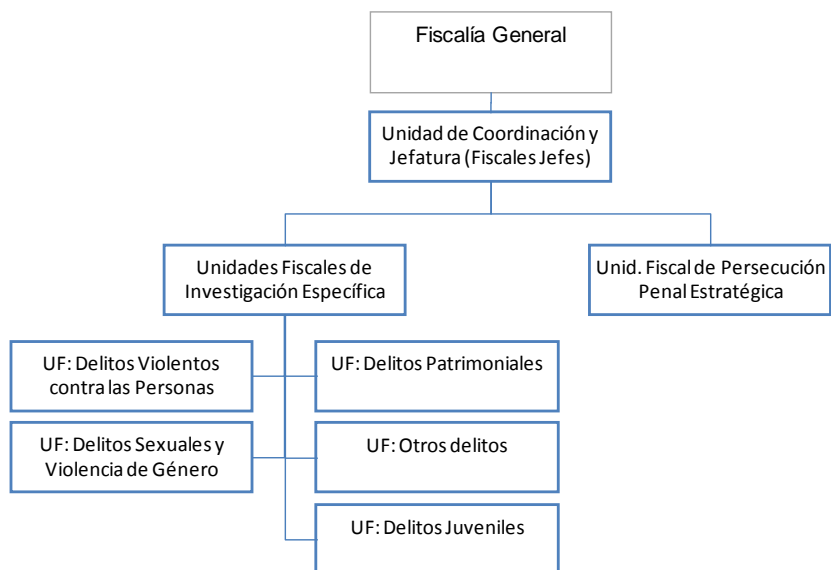 Fiscalía General
Unidad de Coordinación y
Jefatura (Fiscales Jefes)
Unidades Fiscales de
Investigación Específica
Unid. Fiscal de Persecución
Penal Estratégica
UF: Delitos Violentos
contra las Personas
UF: Delitos Patrimoniales
UF: Delitos Sexuales y
Violencia de Género
UF: Otros delitos
UF: Delitos Juveniles